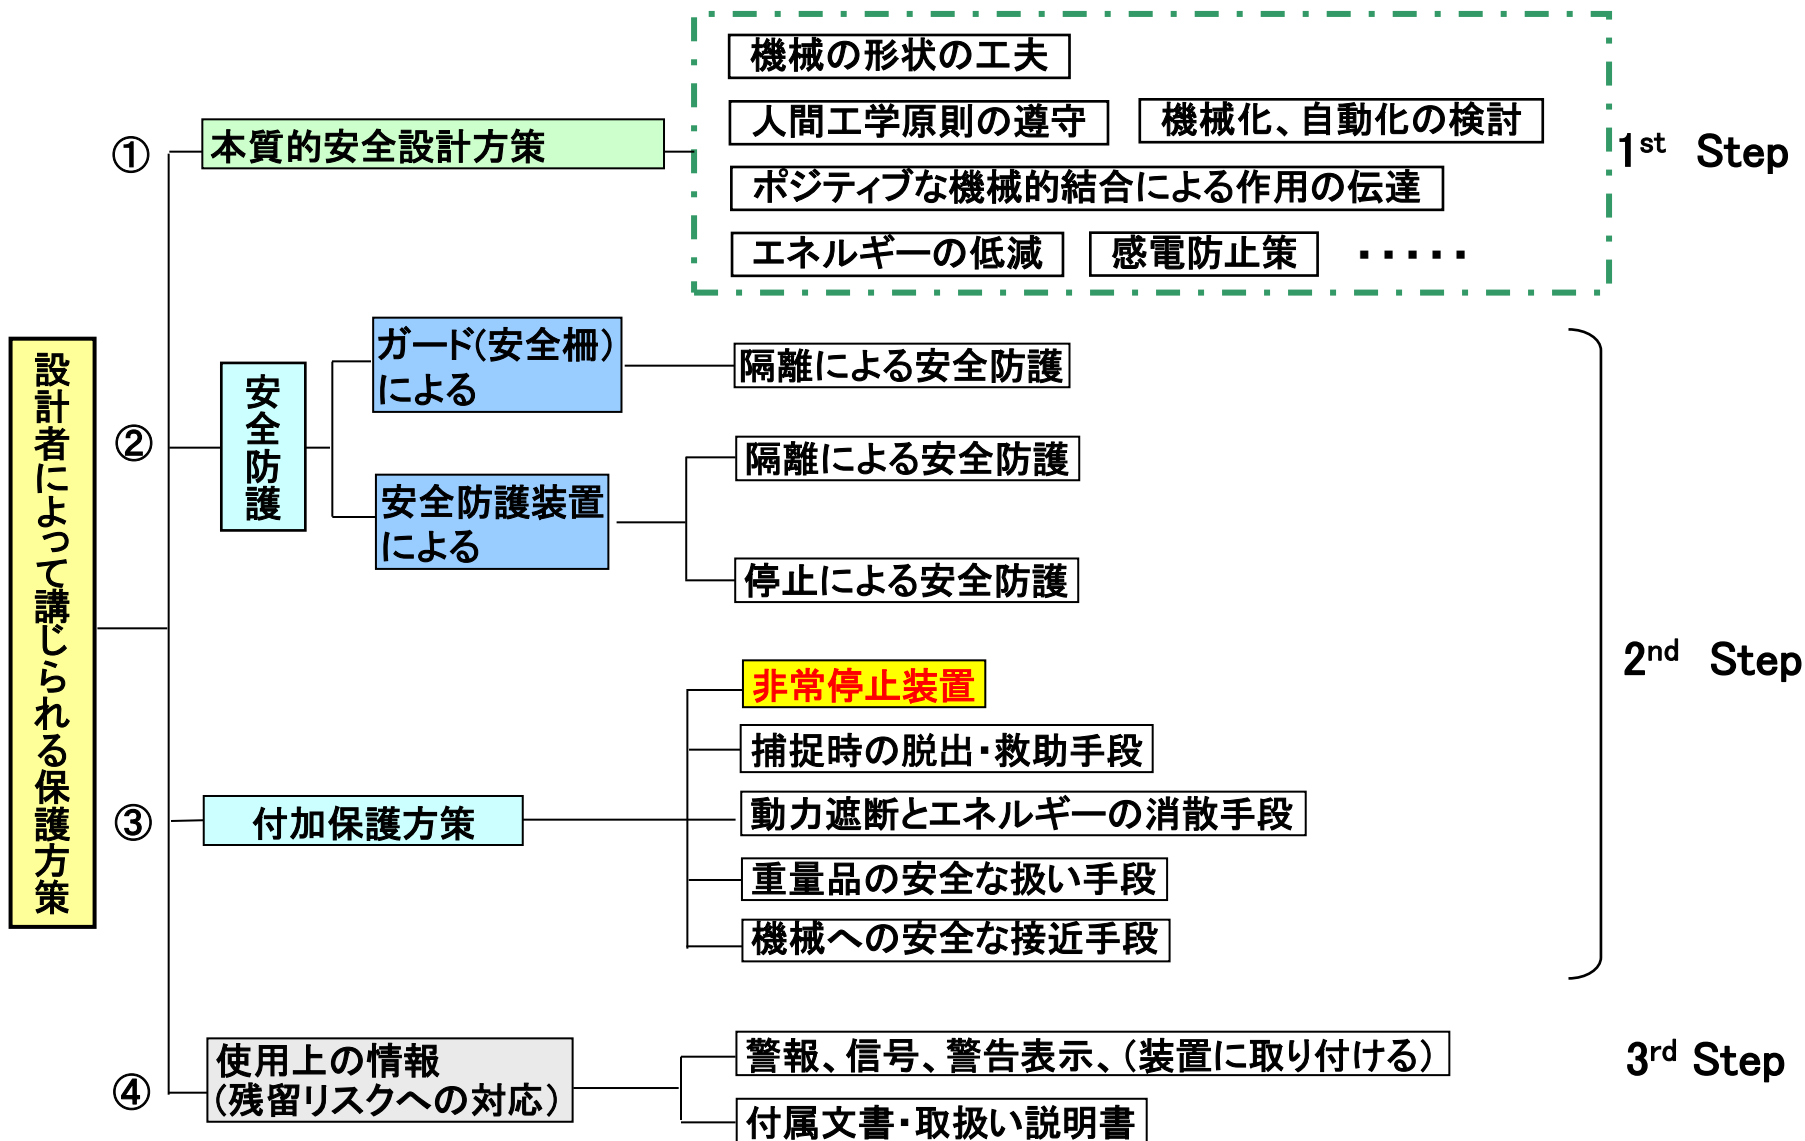 機械の形状の工夫
人間工学原則の遵守
機械化、自動化の検討
①
本質的安全設計方策
1st Step
ポジティブな機械的結合による作用の伝達
エネルギーの低減
感電防止策
・・・・・
設計者によって講じられる保護方策
②
安全防護
ガード(安全柵)
による
隔離による安全防護
安全防護装置
による
隔離による安全防護
停止による安全防護
2nd Step
③
付加保護方策
非常停止装置
捕捉時の脱出・救助手段
動力遮断とエネルギーの消散手段
重量品の安全な扱い手段
機械への安全な接近手段
④
使用上の情報
(残留リスクへの対応)
警報、信号、警告表示、(装置に取り付ける)
付属文書・取扱い説明書
3rd Step